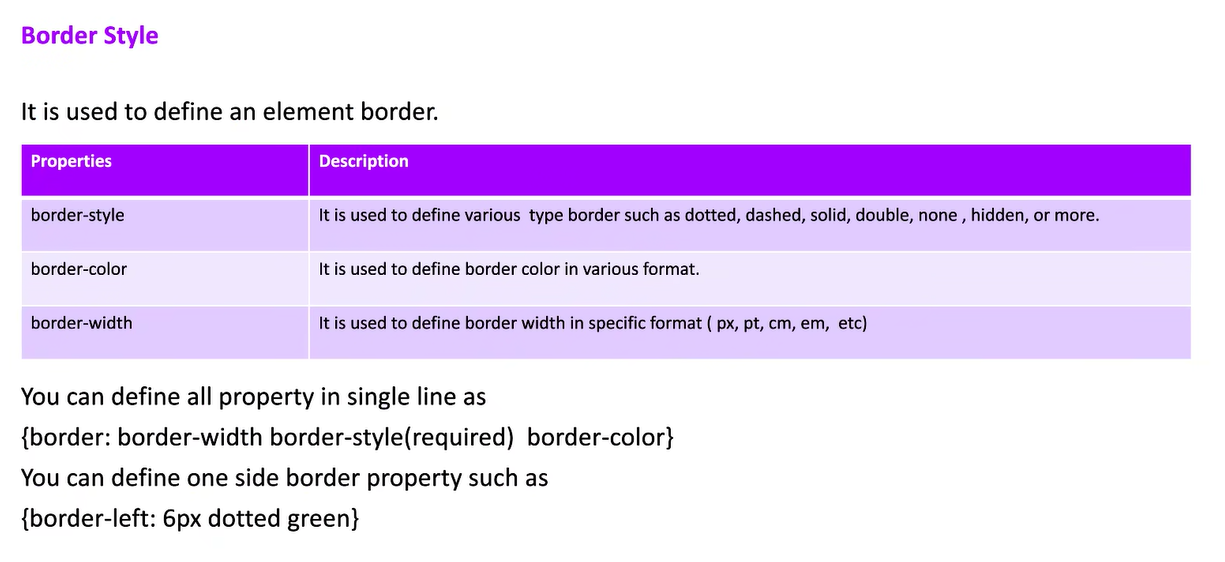 Border Style
It is used to define an element border.
Properties Description
border-style It is used to define various type border such as dotted, dashed, solid, double, none , hidden, or more.
border-color It is used to define border color in various format.
border-width It is used to define border width in specific format ( px, pt, cm, em, etc)
You can define all property in single line as
{border: border-width border-style(required) border-color}
You can define one side border property such as
{border-left: 6px dotted green}